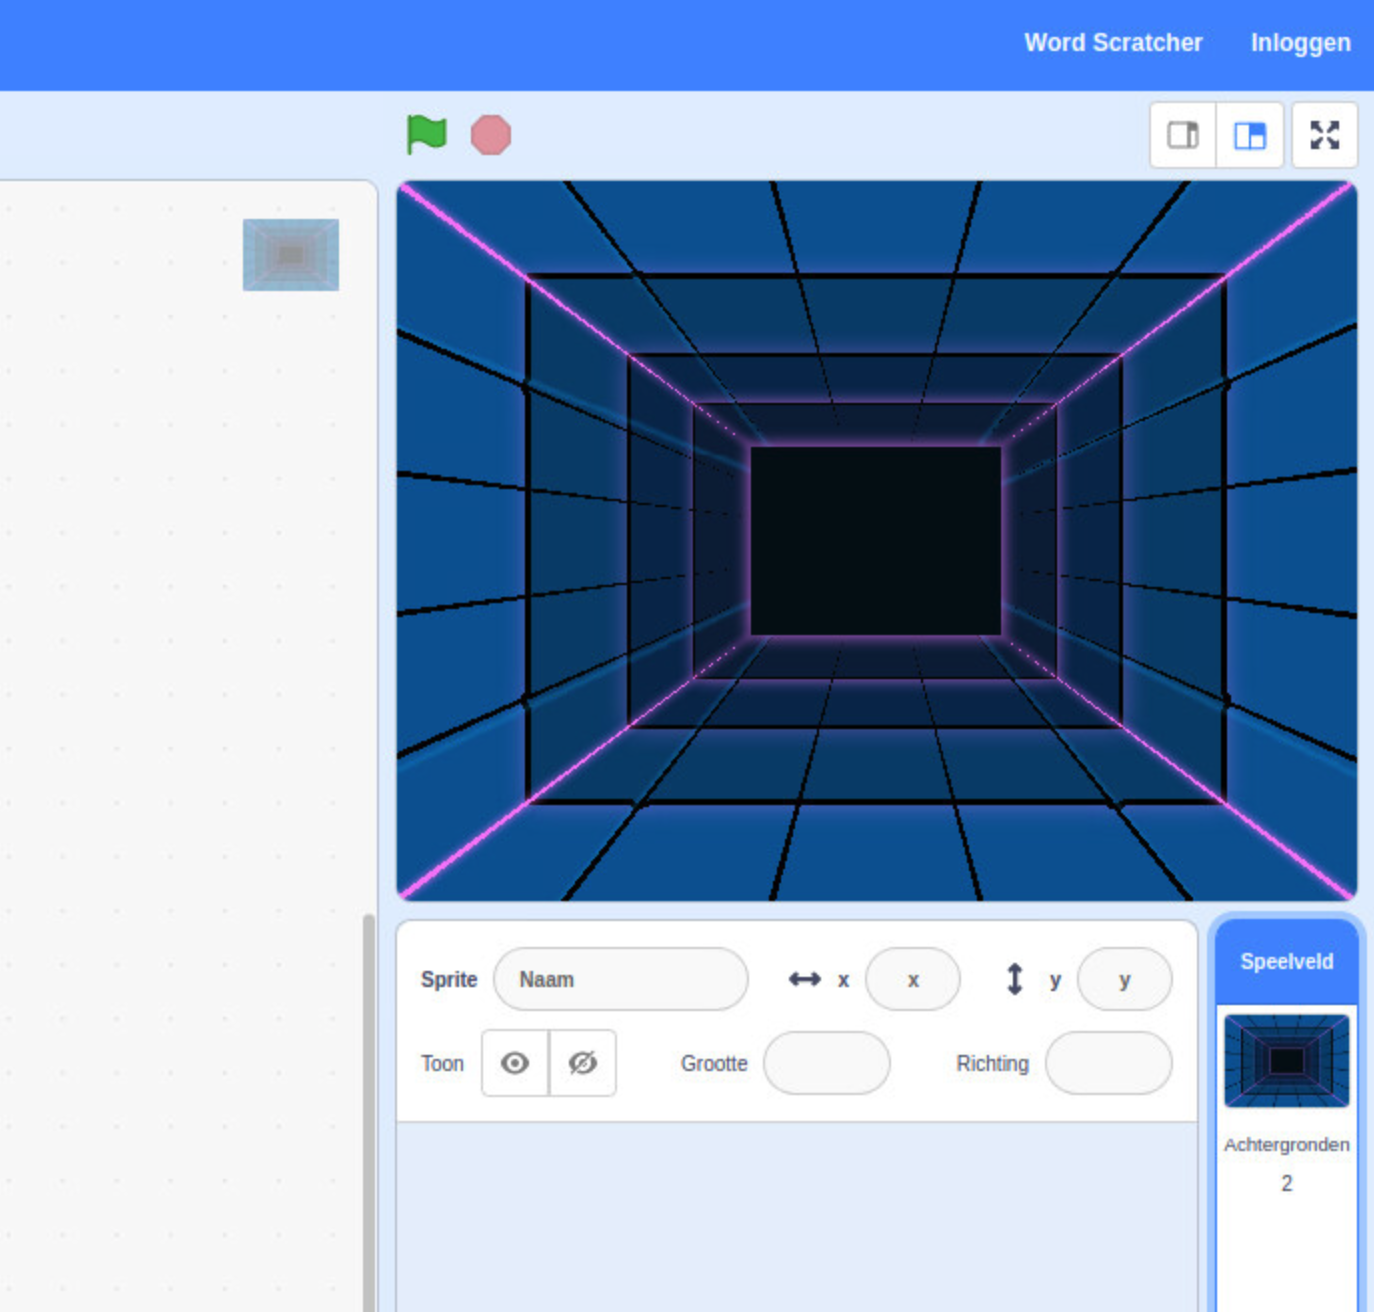 Word Scratcher Inloggen
Sprite Naam x x y y
Speelveld
Toon Grootte Richting
Achtergronden
2